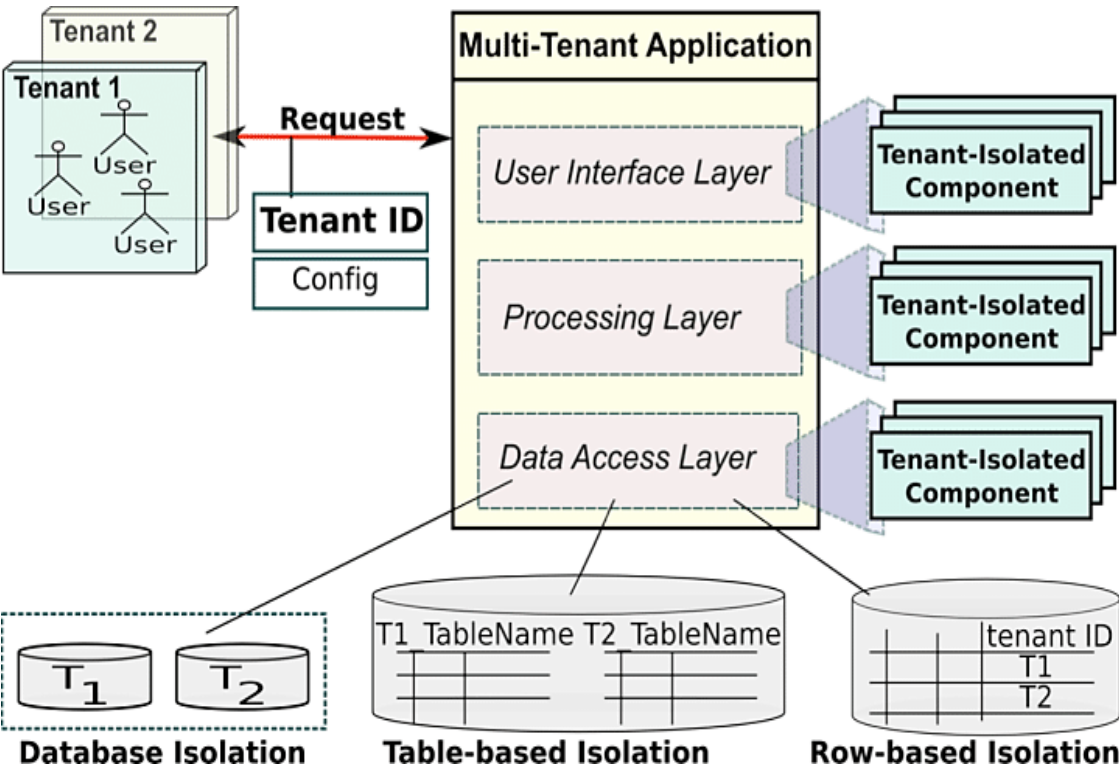 Tenant 2
Tenant 1
User
User
User
Request
Tenant ID
Config
Multi-Tenant Application
User Interface Layer
Processing Layer
Data Access Layer
Tenant-Isolated
Component
Tenant-Isolated
Component
Tenant-Isolated
Component
T1
T2
Database Isolation
T1_TableName T2_TableName
Table-based Isolation
tenant ID
T1
T2
Row-based Isolation